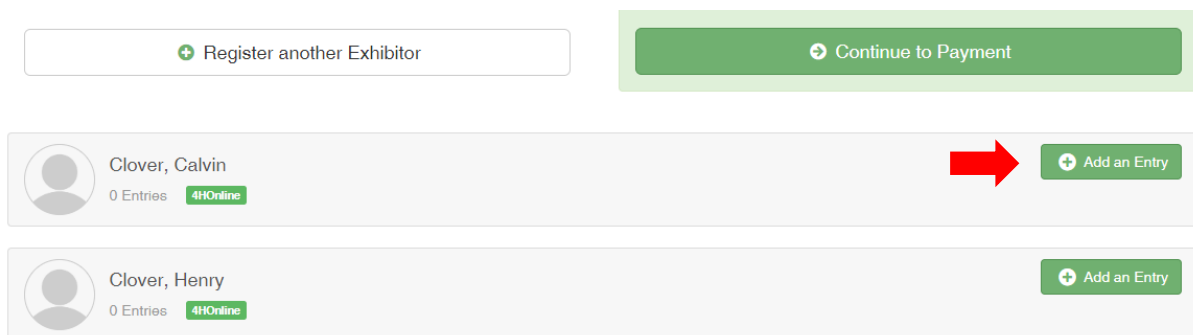 Register another Exhibitor
Continue to Payment
Clover, Calvin
0 Entries 4HOnline
Add an Entry
Clover, Henry
0 Entries 4HOnline
Add an Entry